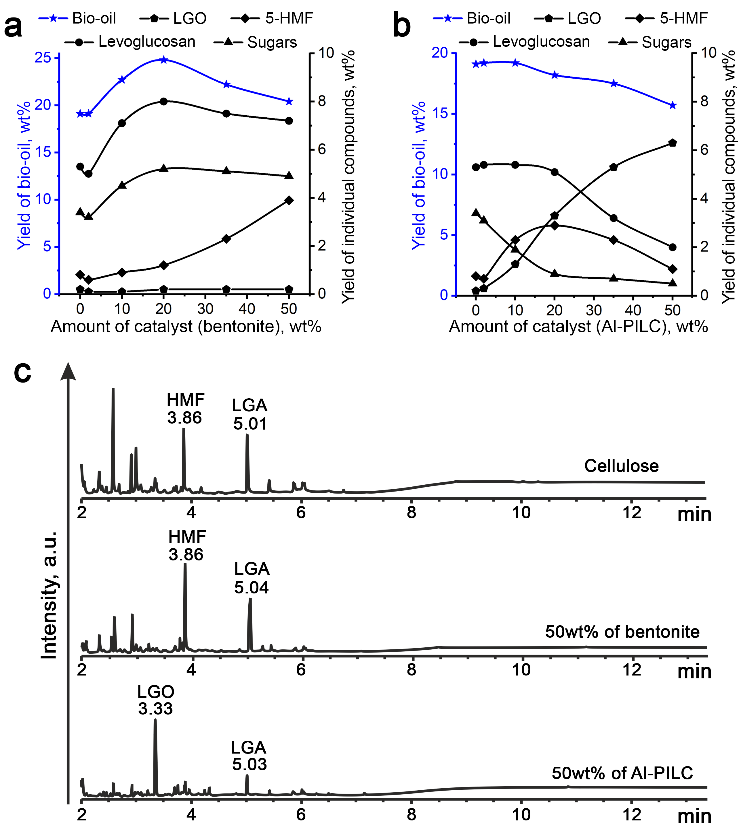 a
Bio-oil LGO 5-HMF
Levoglucosan Sugars
Yield of bio-oil, wt%
25
20
15
10
5
0
10
8
6
4
2
0
Yield of individual compounds, wt%
0 10 20 30 40 50
Amount of catalyst (bentonite), wt%
b
Bio-oil LGO 5-HMF
Levoglucosan Sugars
Yield of bio-oil, wt%
20
15
10
5
0
10
8
6
4
2
0
Yield of individual compounds, wt%
0 10 20 30 40 50
Amount of catalyst (Al-PILC), wt%
c
Intensity, a.u.
HMF
3.86
LGA
5.01
Cellulose
2 4 6 8 10 12 min
HMF
3.86
LGA
5.04
50wt% of bentonite
2 4 6 8 10 12 min
LGO
3.33
LGA
5.03
50wt% of Al-PILC
2 4 6 8 10 12 min